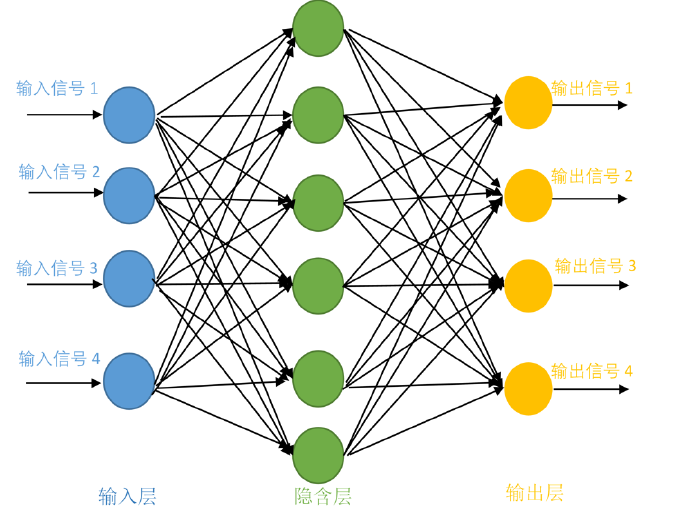 输入信号 1
输入信号 2
输入信号 3
输入信号 4
输出信号 1
输出信号 2
输出信号 3
输出信号 4
输入层
隐含层
输出层